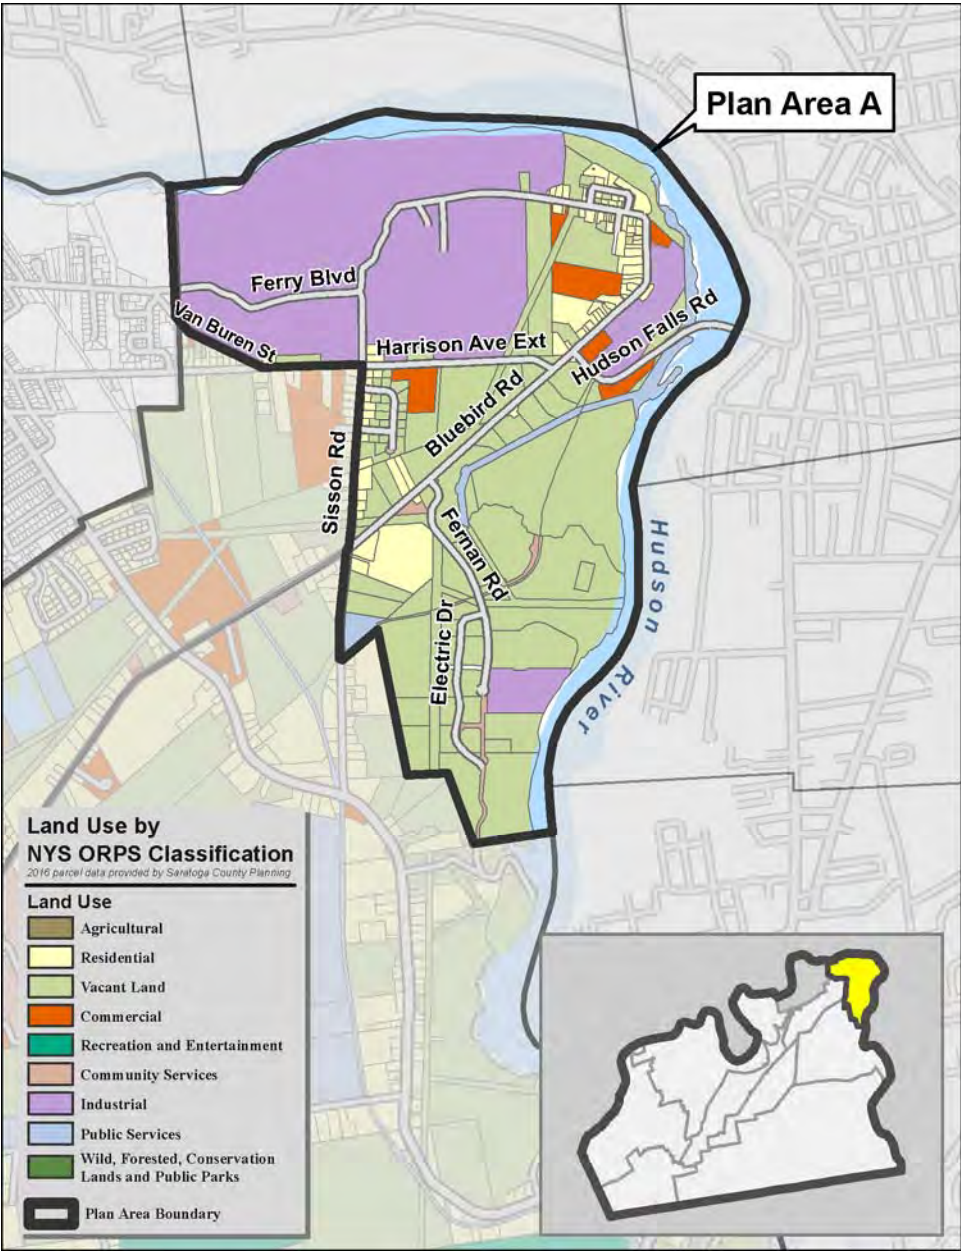 Plan Area A
Ferry Blvd
Van Buren St
Harrison Ave Ext
Hudson Falls Rd
Bluebird Rd
Sisson Rd
Fernan Rd
Electric Dr
Hudson River
Land Use by
NYS ORPS Classification
2016 parcel data provided by Saratoga County Planning
Land Use
Agricultural
Residential
Vacant Land
Commercial
Recreation and Entertainment
Community Services
Industrial
Public Services
Wild, Forested, Conservation
Lands and Public Parks
Plan Area Boundary